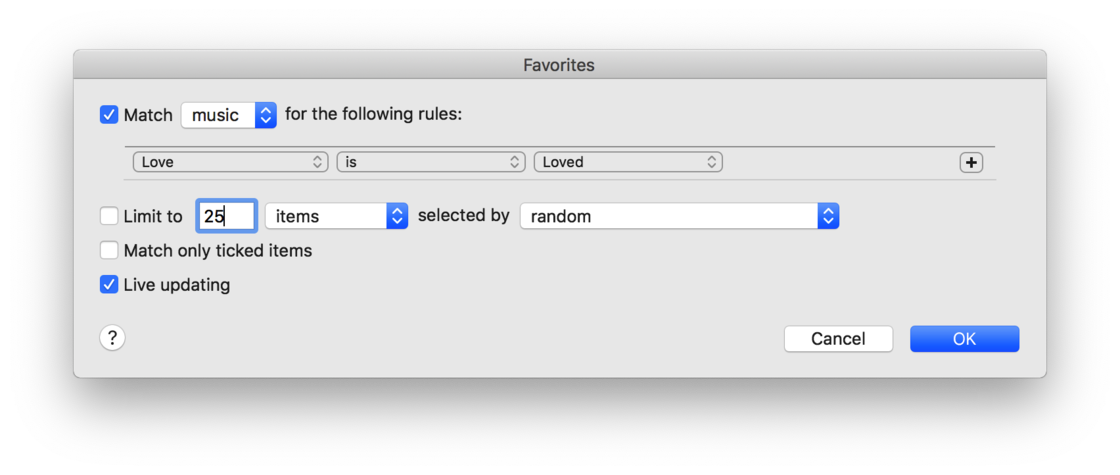 Favorites
Match music for the following rules:
Love is Loved +
Limit to 25 items selected by random
Match only ticked items
Live updating
? Cancel OK